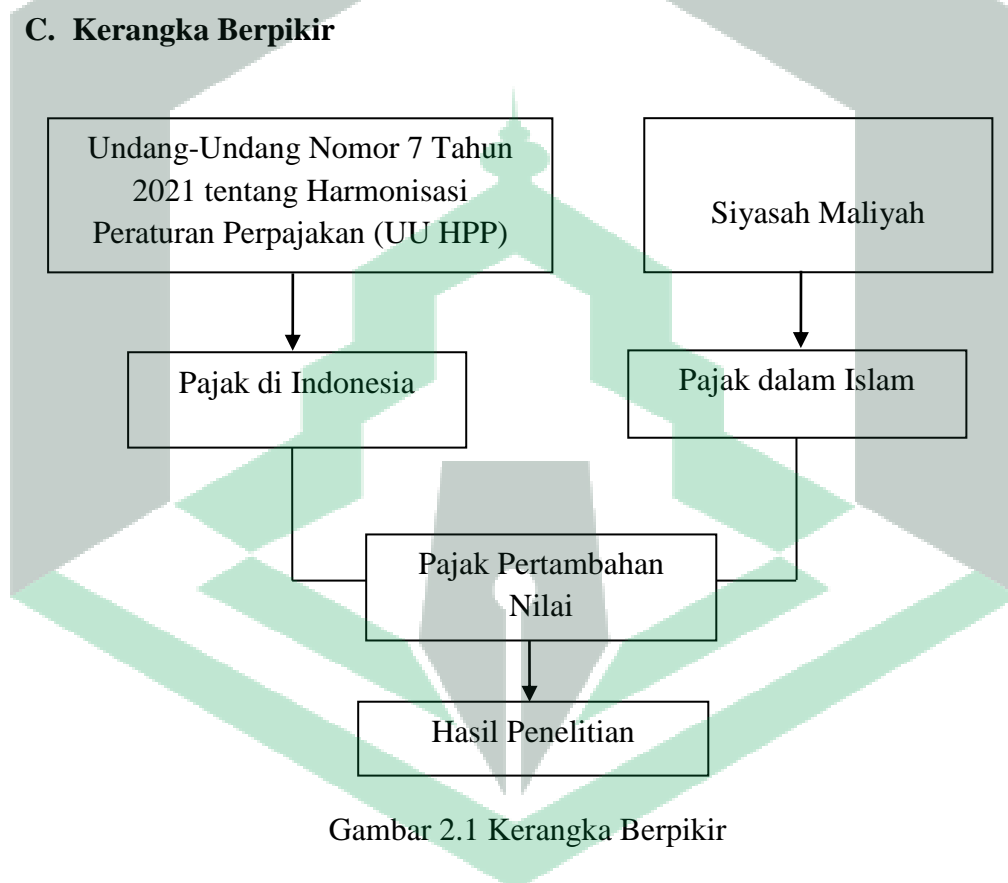 C. Kerangka Berpikir
Undang-Undang Nomor 7 Tahun
2021 tentang Harmonisasi
Peraturan Perpajakan (UU HPP)
Siyasah Maliyah
Pajak di Indonesia
Pajak dalam Islam
Pajak Pertambahan
Nilai
Hasil Penelitian
Gambar 2.1 Kerangka Berpikir